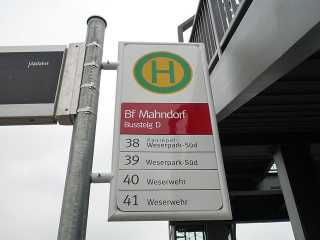 H
Bf Mahndorf
Bussteig D
38 Weserpark-Süd
39 Weserpark-Süd
40 Weserwehr
41 Weserwehr